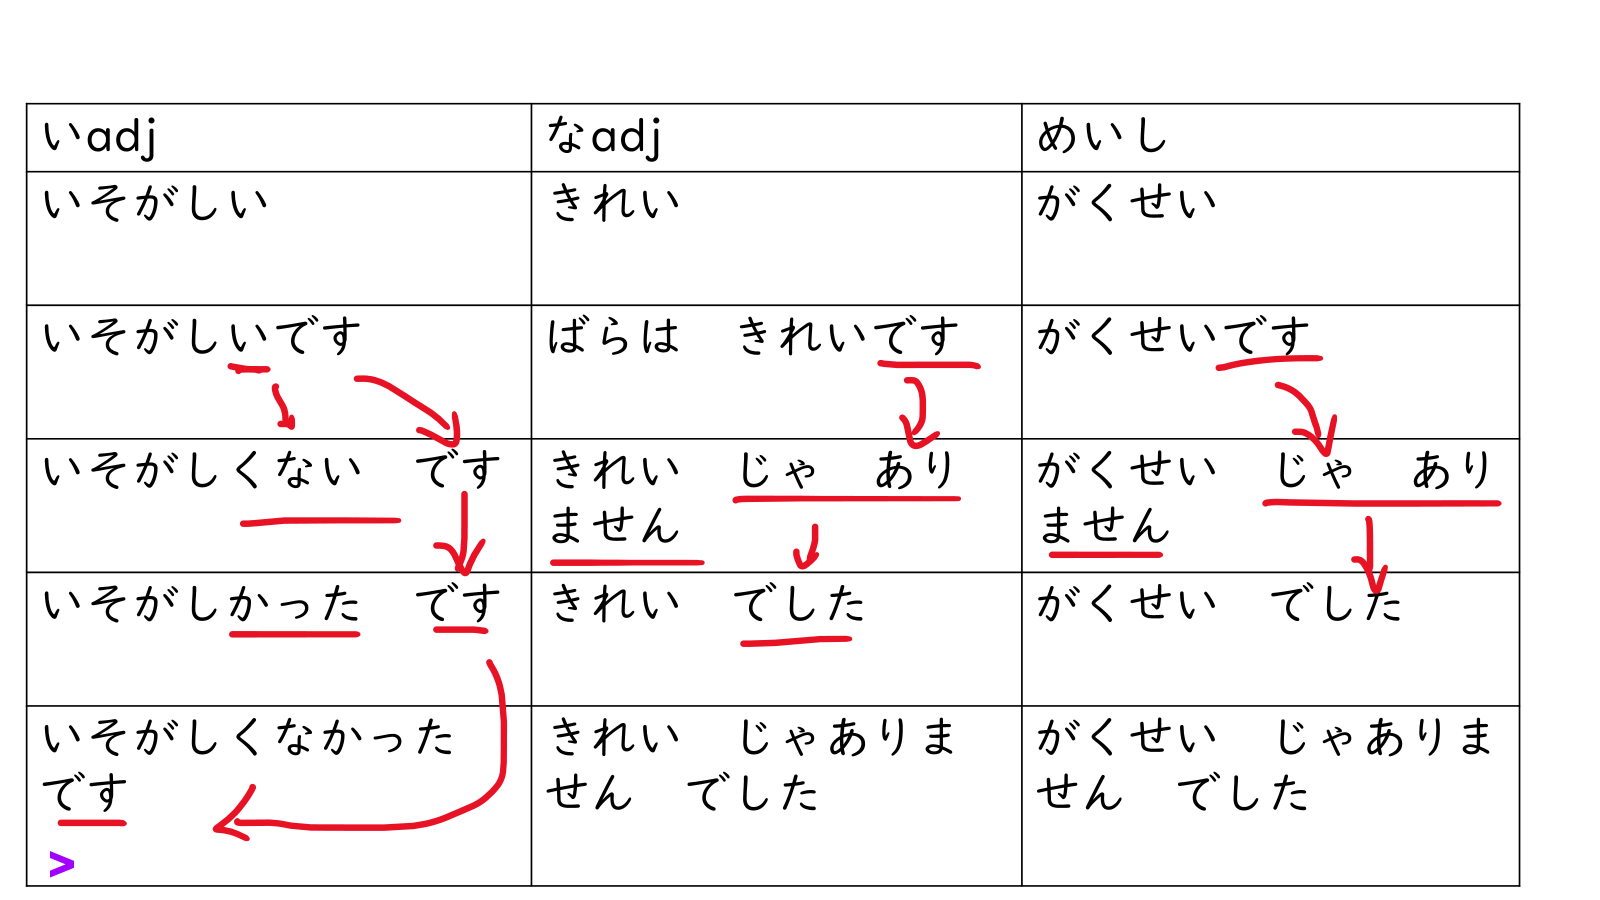 いadj
なadj
めいし
いそがしい
きれい
がくせい
いそがしいです
ばらは　きれいです
がくせいです
いそがしくない　です
きれい　じゃ　あり
ません
がくせい　じゃ　あり
ません
いそがしかった　です
きれい　でした
がくせい　でした
いそがしくなかった
です
>
きれい　じゃありま
せん　でした
がくせい　じゃありま
せん　でした